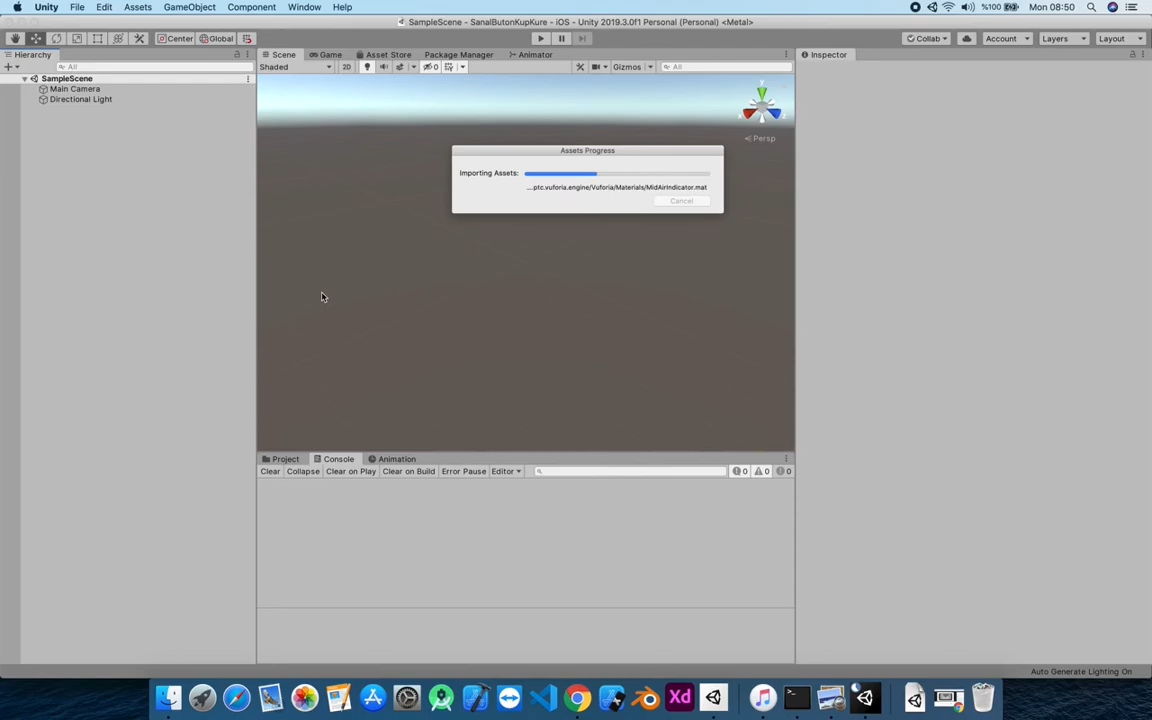 Unity File Edit Assets GameObject Component Window Help %100 Mon 08:50
SampleScene - SanalButonKupKure - iOS - Unity 2019.3.0f1 Personal (Personal) <Metal>
Center Global Collab Account Layers Layout
Hierarchy Scene Game Asset Store Package Manager Animator Inspector
All Shaded 2D 0 Gizmos All
SampleScene
Main Camera
Directional Light
y
x z
Persp
Assets Progress
Importing Assets:
...ptc.vuforia.engine/Vuforia/Materials/MidAirIndicator.mat
Cancel
Project Console Animation
Clear Collapse Clear on Play Clear on Build Error Pause Editor 0 0 0
Auto Generate Lighting On
Xd